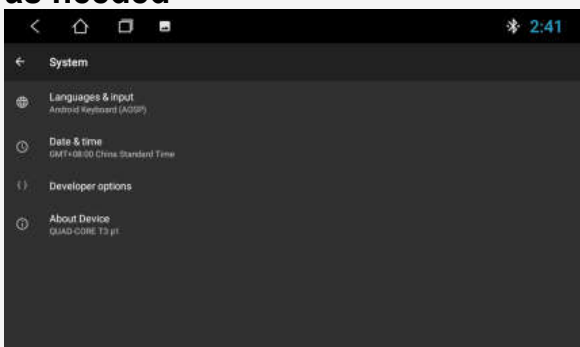 as needed
2:41
System
Languages & input
Android Keyboard (AOSP)
Date & time
GMT+08:00 China Standard Time
Developer options
About Device
QUAD-CORE T3 p1